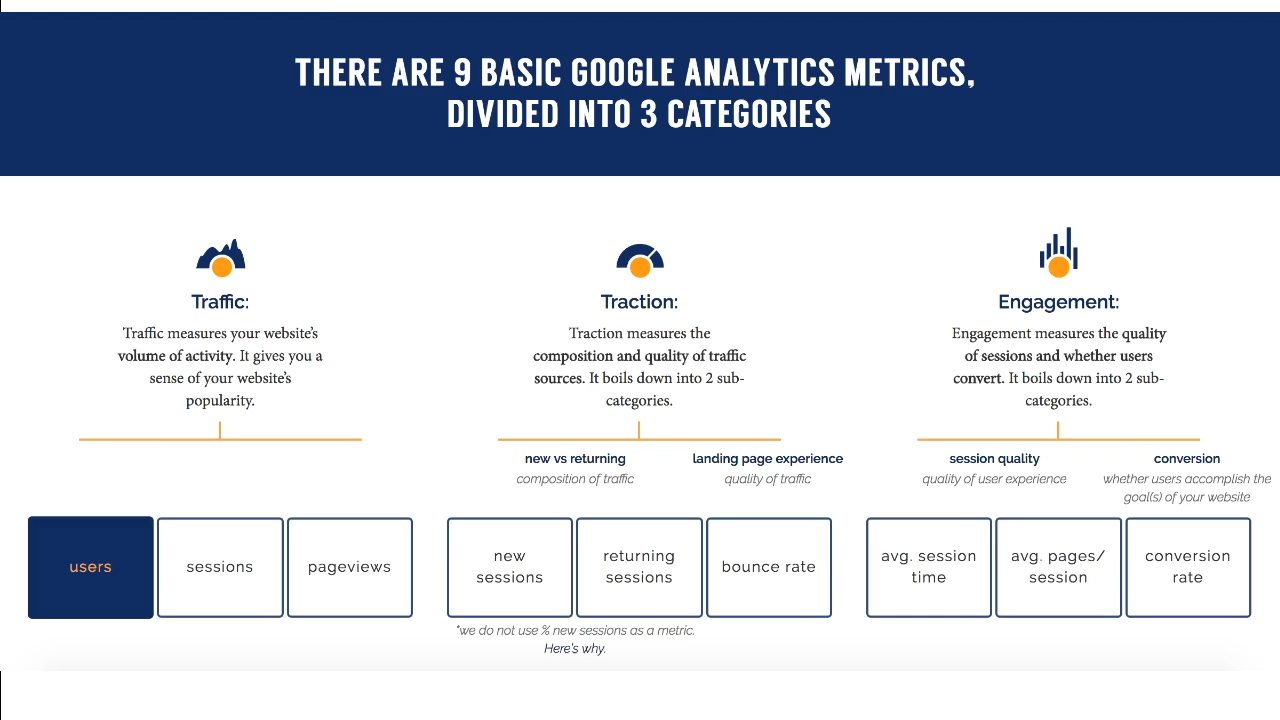 THERE ARE 9 BASIC GOOGLE ANALYTICS METRICS,
DIVIDED INTO 3 CATEGORIES
Traffic:
Traffic measures your website's
volume of activity. It gives you a
sense of your website's
popularity.
users
sessions
pageviews
Traction:
Traction measures the
composition and quality of traffic
sources. It boils down into 2 sub-
categories.
new vs returning
composition of traffic
landing page experience
quality of traffic
new
sessions
returning
sessions
bounce rate
*we do not use % new sessions as a metric.
Here's why.
Engagement:
Engagement measures the quality
of sessions and whether users
convert. It boils down into 2 sub-
categories.
session quality
quality of user experience
conversion
whether users accomplish the
goal(s) of your website
avg. session
time
avg. pages/
session
conversion
rate